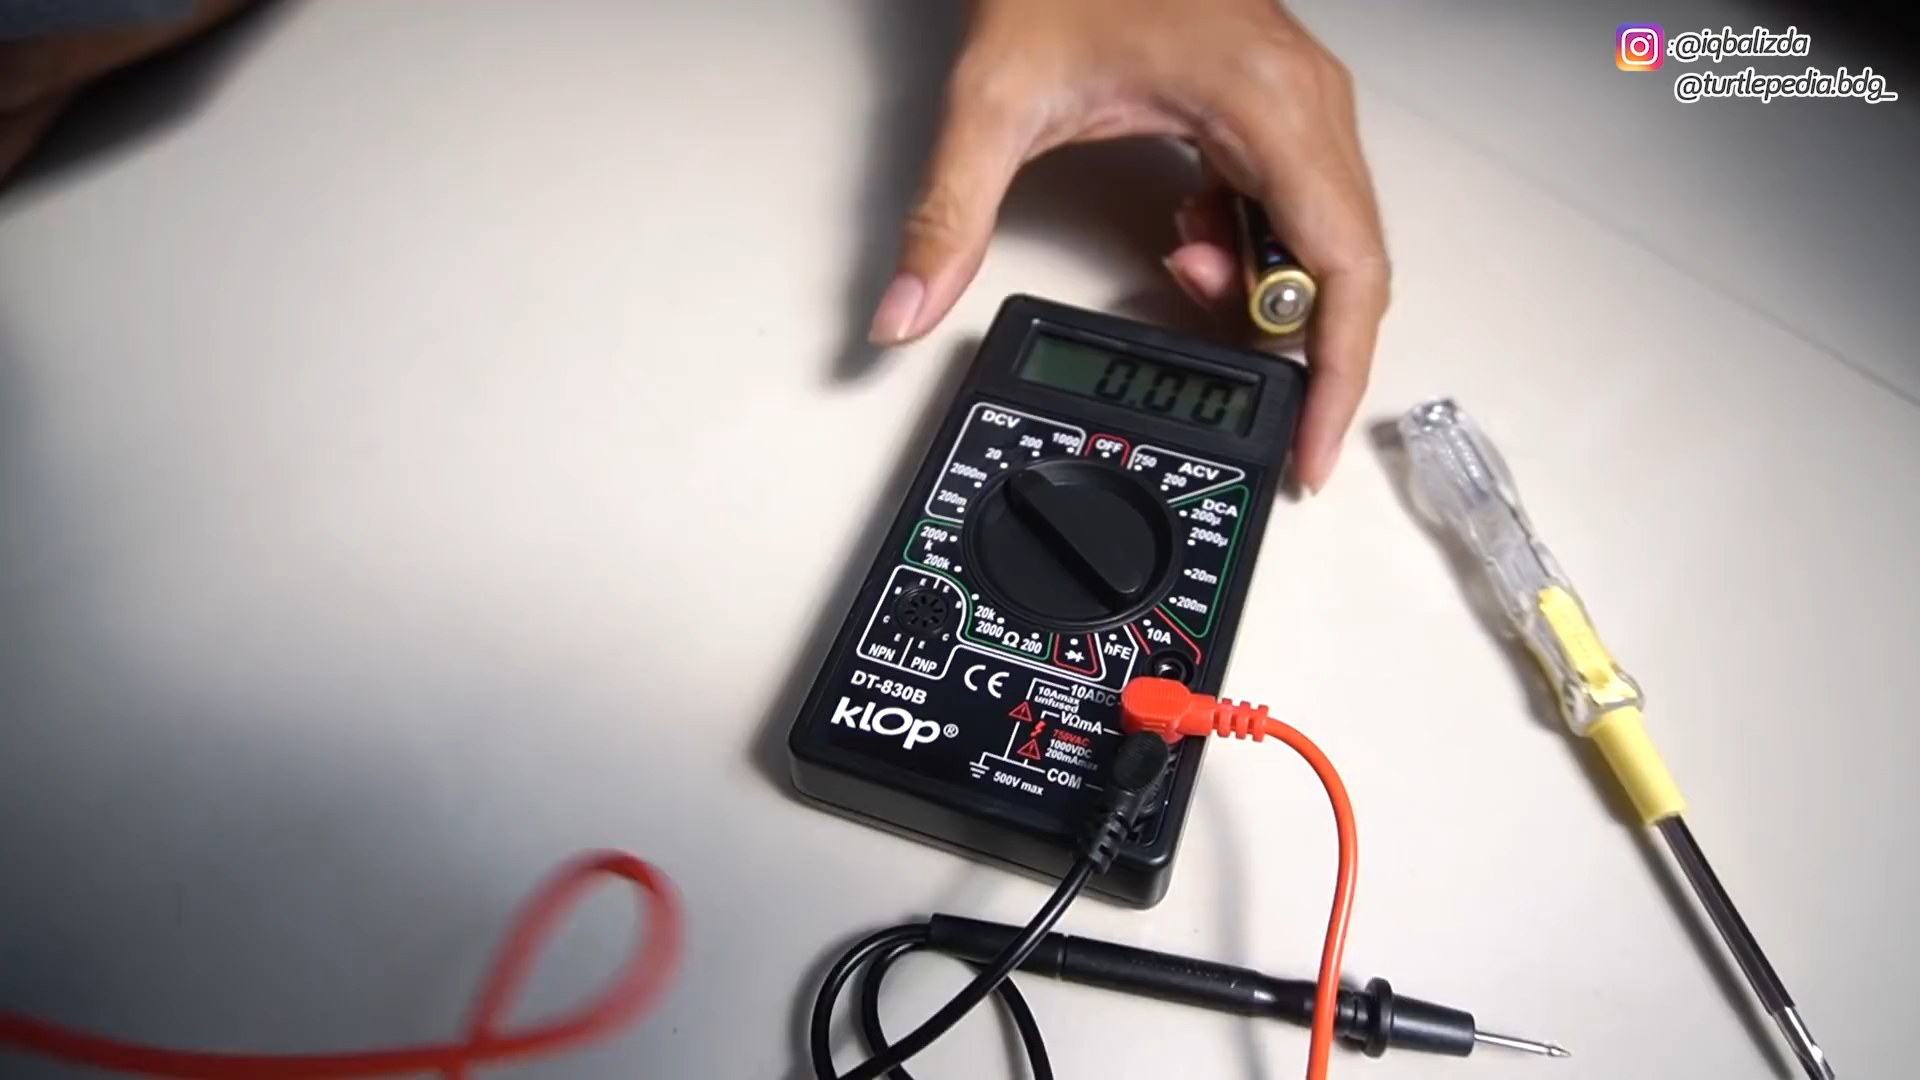 :@iqbalizda
@turtlepedia.bdg_
0.00
DCV
OFF
ACV
1000
200
20
2000m
200m
750
200
DCA
200µ
2000µ
20m
200m
10A
2000
k
200k
20k
2000
Ω
200
hFE
B
E
E
B
C
C
E
E
NPN
PNP
DT-830B
klop®
CE
10Amax
unfused
10ADC
VΩmA
750VAC
1000VDC
200mAmax
COM
500V max